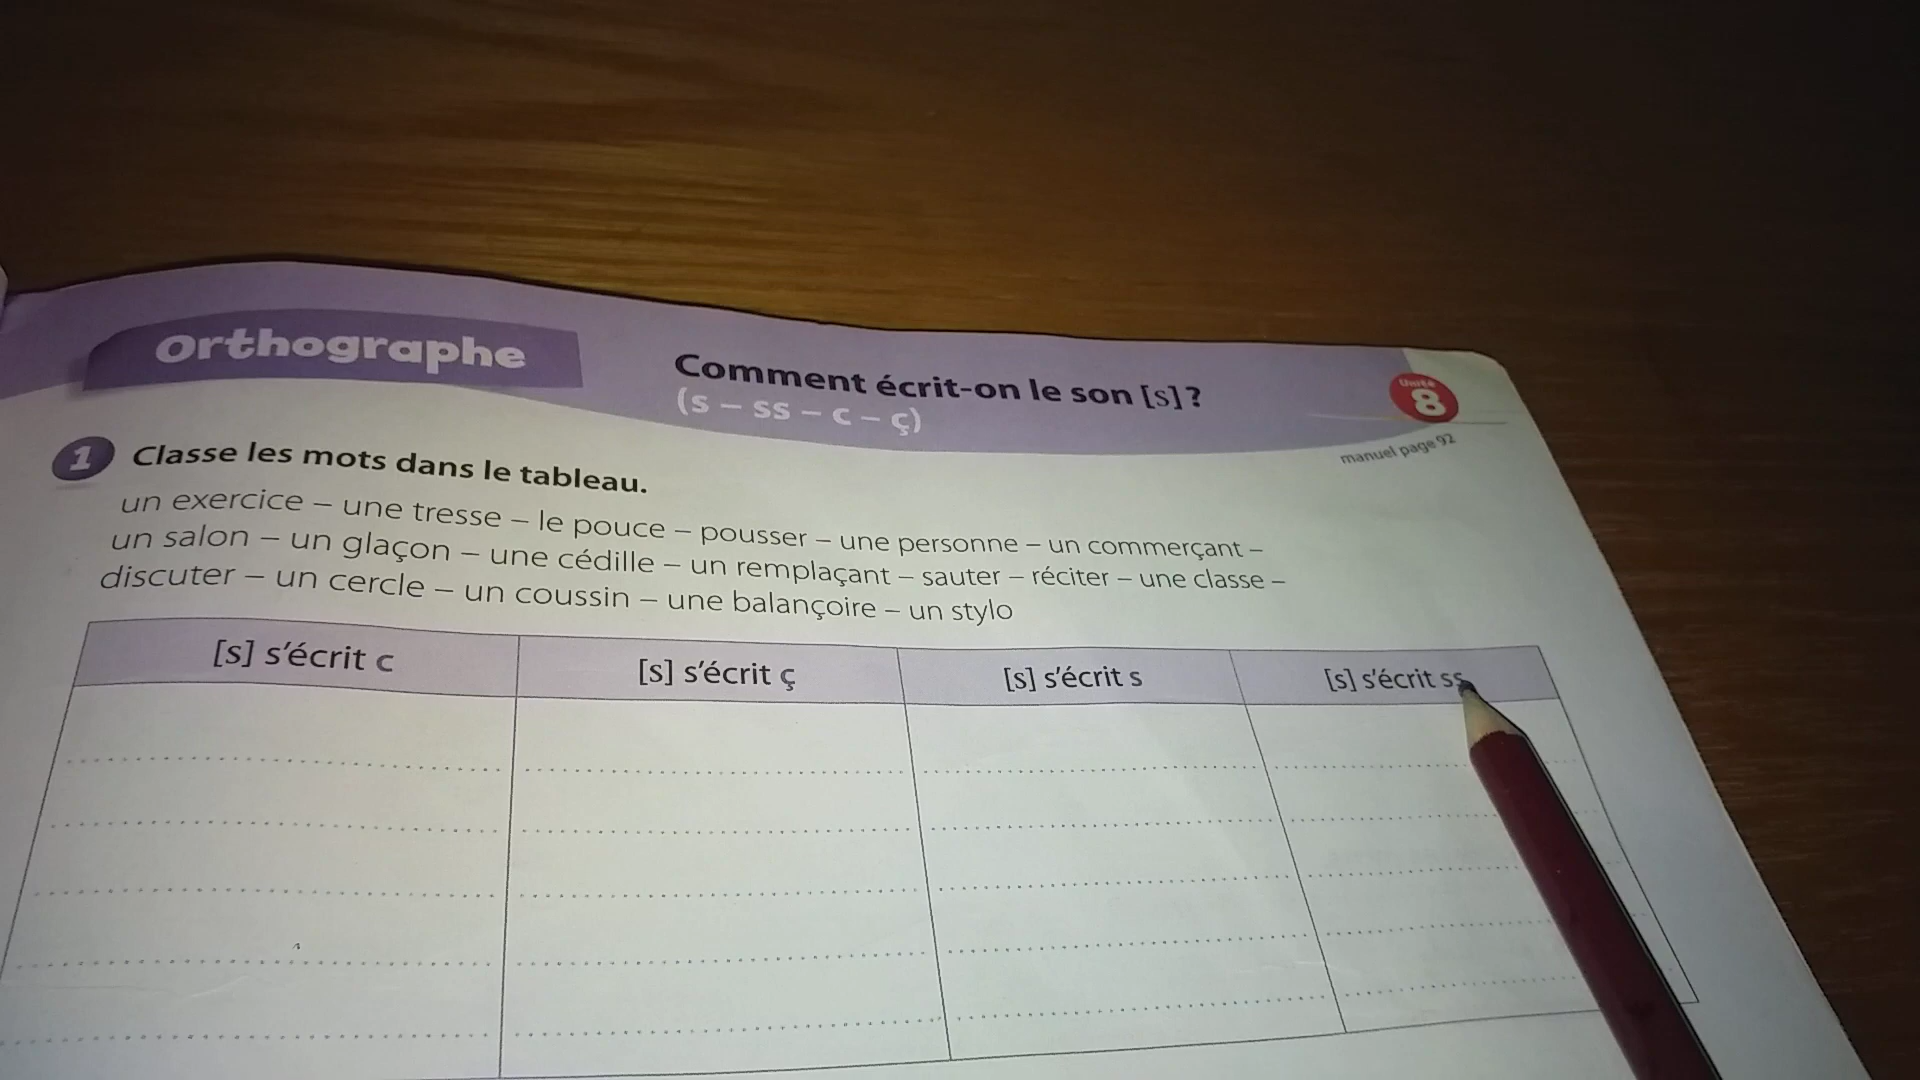 Orthographe
Comment écrit-on le son [s] ?
(s – ss – c – ç)
Unité
8
manuel page 92
1 Classe les mots dans le tableau.
un exercice – une tresse – le pouce – pousser – une personne – un commerçant –
un salon – un glaçon – une cédille – un remplaçant – sauter – réciter – une classe –
discuter – un cercle – un coussin – une balançoire – un stylo
[s] s'écrit c
[s] s'écrit ç
[s] s'écrit s
[s] s'écrit ss